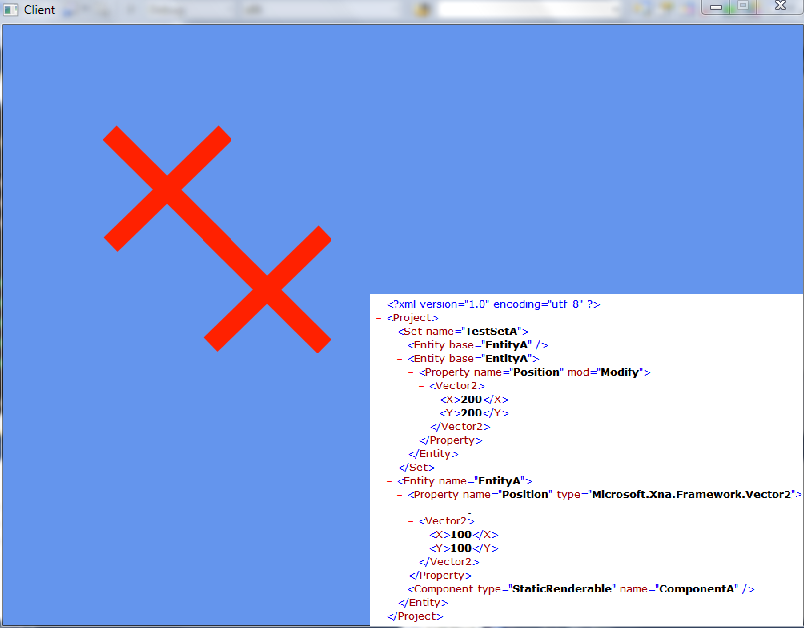 Client
<?xml version="1.0" encoding="utf-8" ?>
- <Project>
<Set name="TestSetA">
<Entity base="EntityA" />
- <Entity base="EntityA">
- <Property name="Position" mod="Modify">
- <Vector2>
<X>200</X>
<Y>200</Y>
</Vector2>
</Property>
</Entity>
</Set>
- <Entity name="EntityA">
- <Property name="Position" type="Microsoft.Xna.Framework.Vector2">
- <Vector2>
<X>100</X>
<Y>100</Y>
</Vector2>
</Property>
<Component type="StaticRenderable" name="ComponentA" />
</Entity>
</Project>